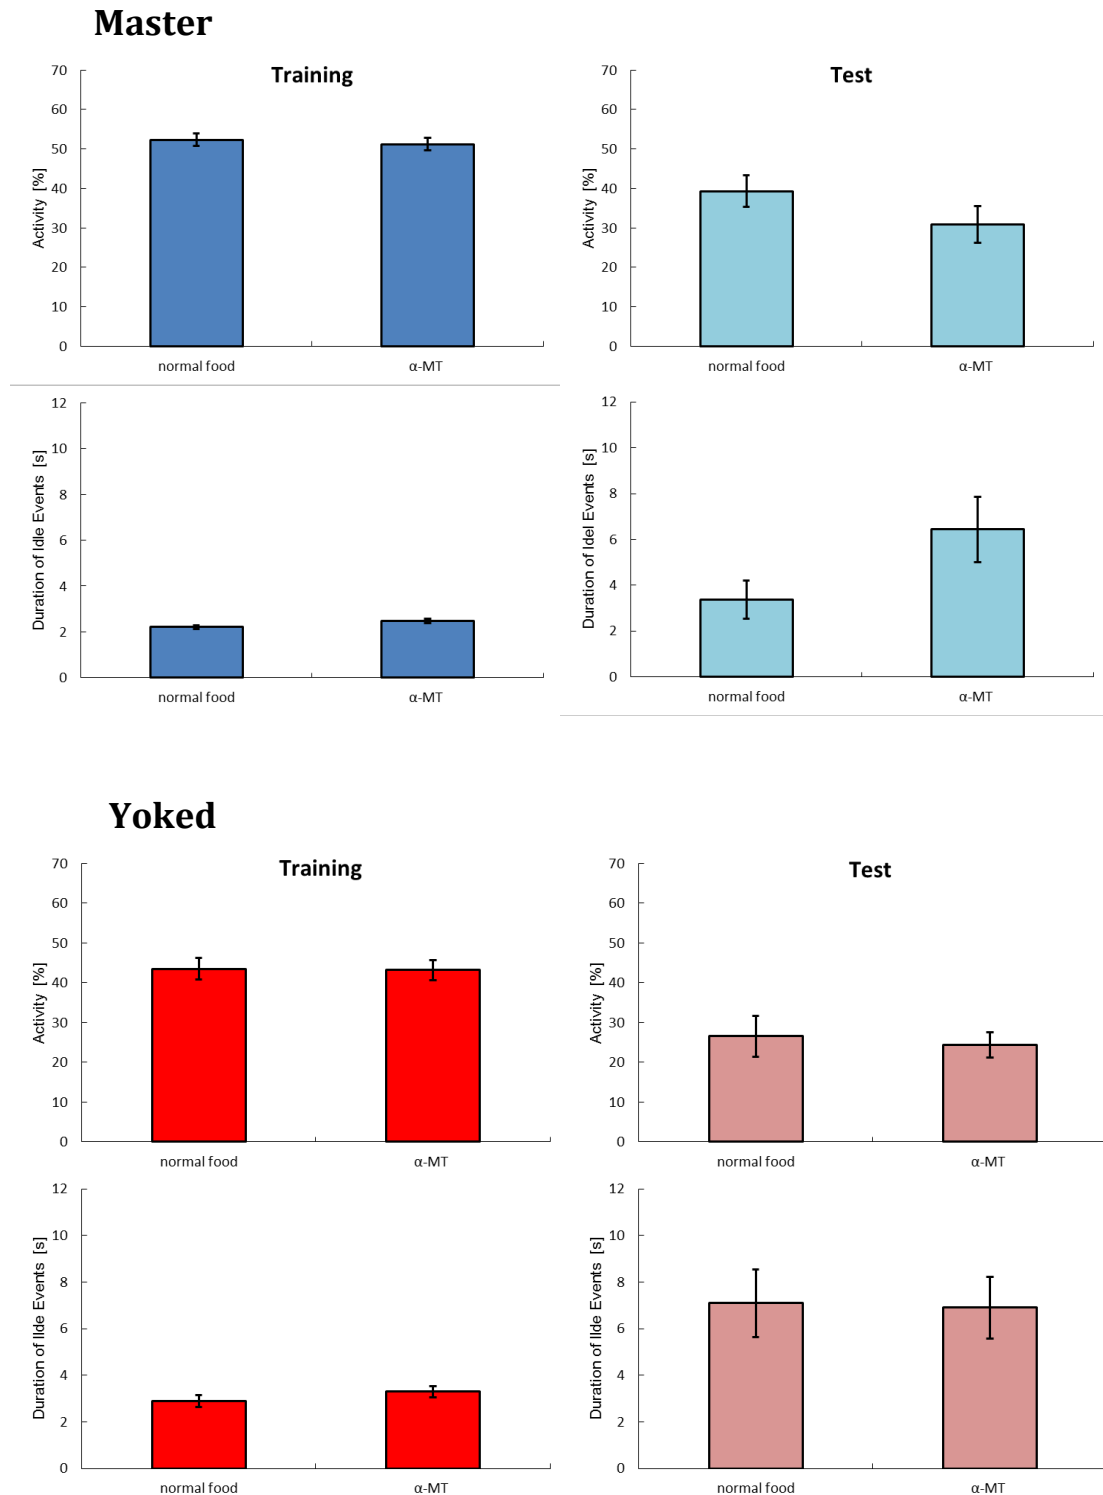 Master
Training
Activity [%]
70
60
50
40
30
20
10
0
normal food
α-MT
Test
Activity [%]
70
60
50
40
30
20
10
0
normal food
α-MT
Duration of Idle Events [s]
12
10
8
6
4
2
0
normal food
α-MT
Duration of Idel Events [s]
12
10
8
6
4
2
0
normal food
α-MT
Yoked
Training
Activity [%]
70
60
50
40
30
20
10
0
normal food
α-MT
Test
Activity [%]
70
60
50
40
30
20
10
0
normal food
α-MT
Duration of Ilde Events [s]
12
10
8
6
4
2
0
normal food
α-MT
Duration of Ilde Events [s]
12
10
8
6
4
2
0
normal food
α-MT